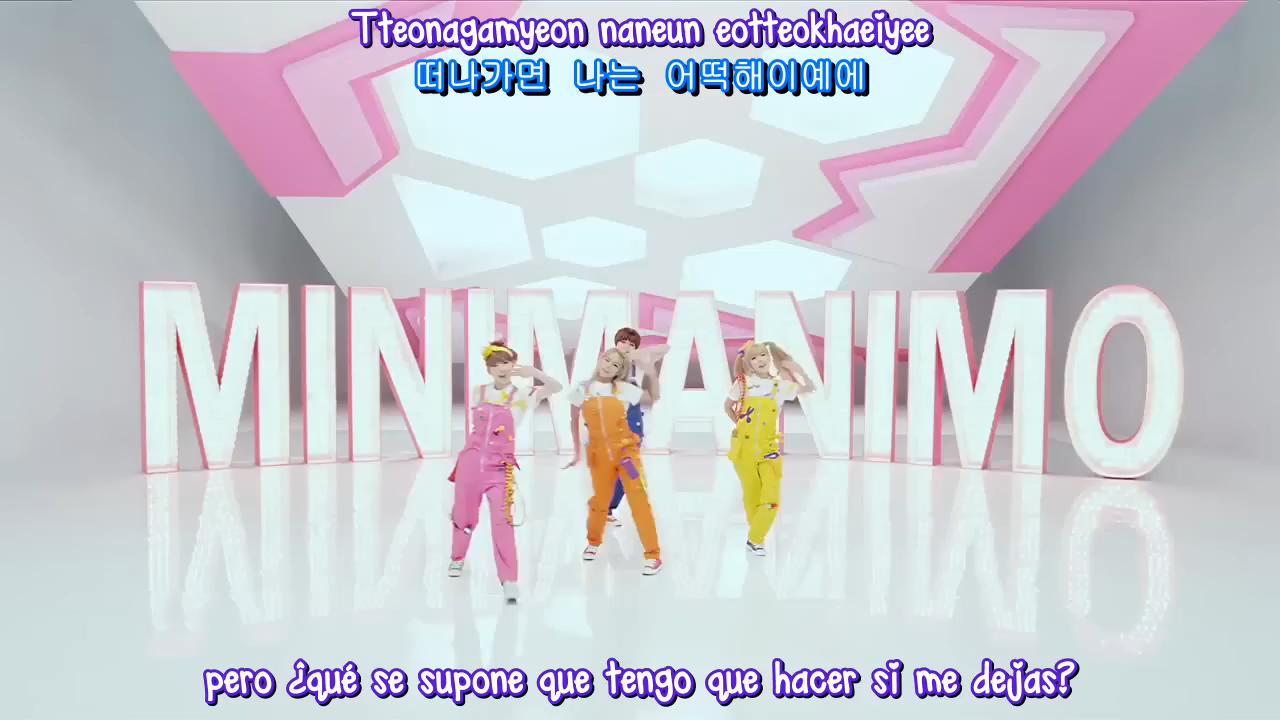 Tteonagamyeon naneun eotteokhaeiyee
떠나가면 나는 어떡해이예에
MINIMANIMO
pero ¿qué se supone que tengo que hacer si me dejas?